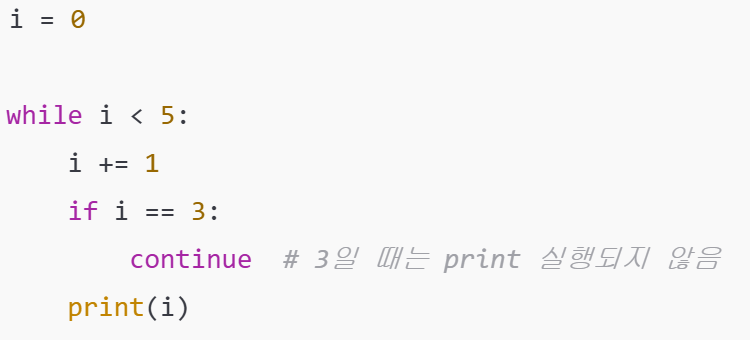 i = 0
while i < 5:
    i += 1
    if i == 3:
        continue  # 3일 때는 print 실행되지 않음
    print(i)